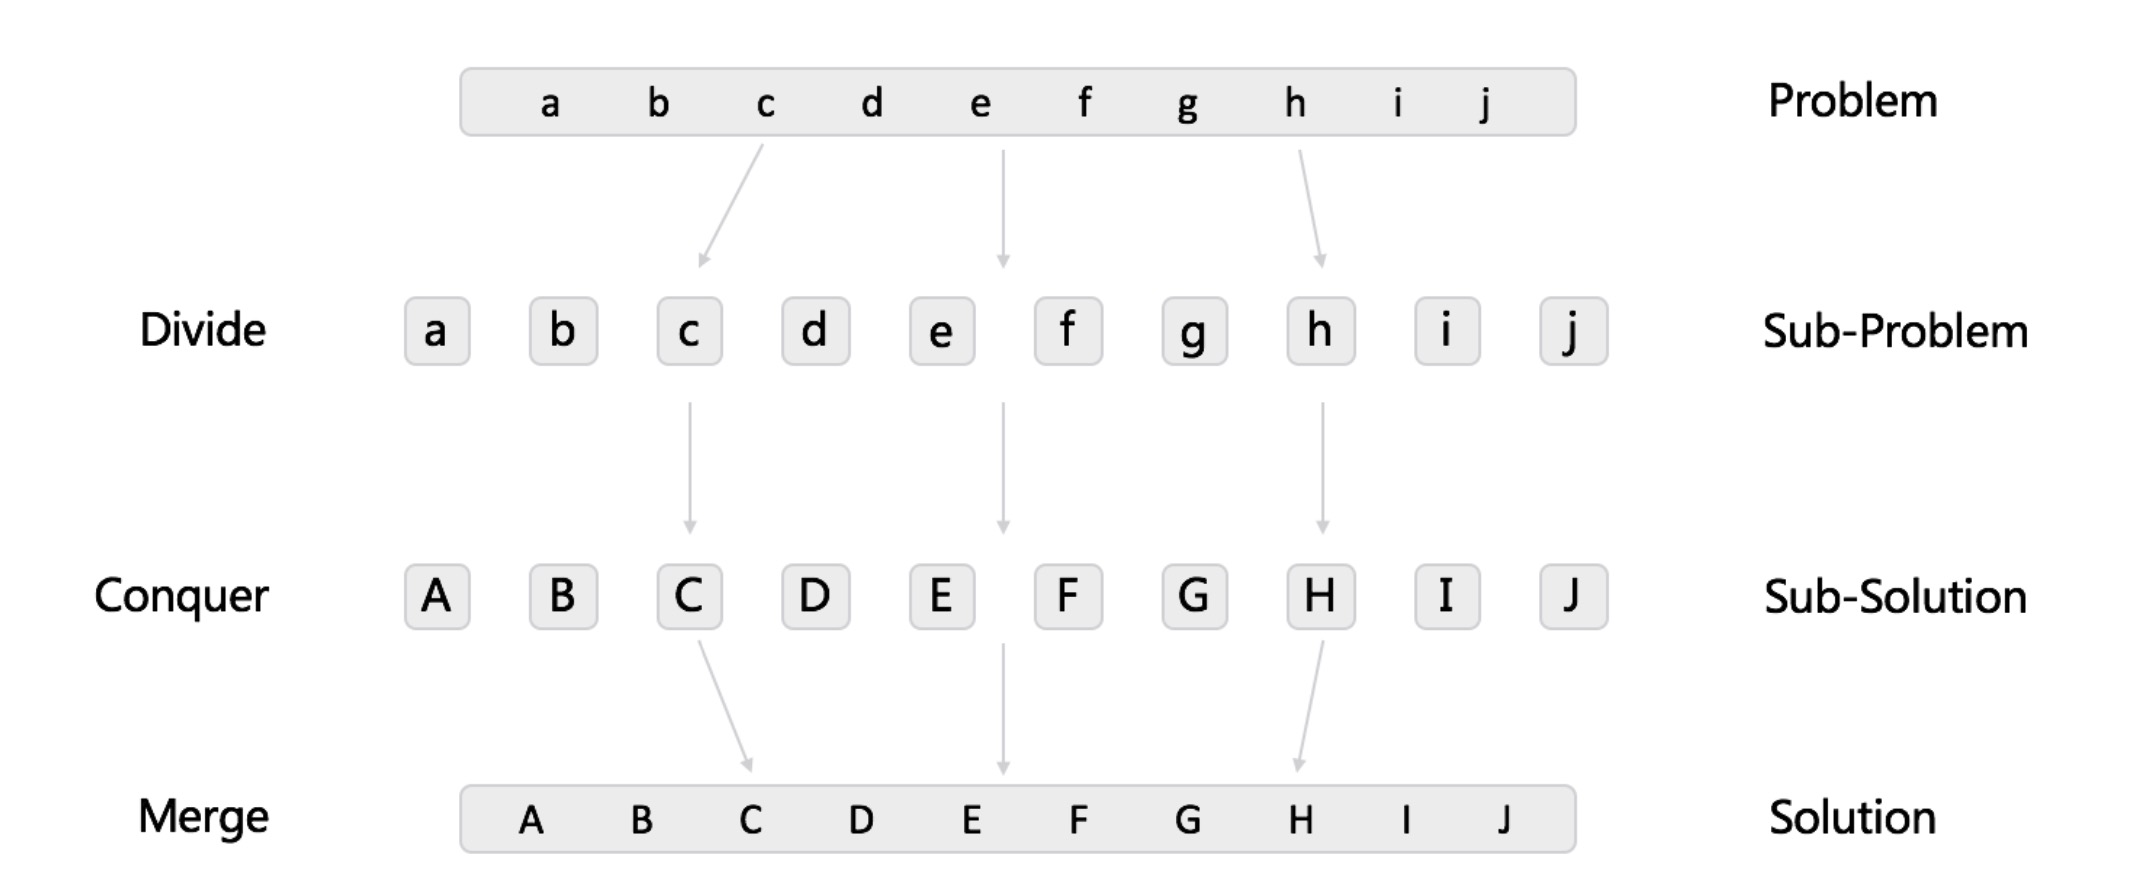 a b c d e f g h i j Problem
Divide a b c d e f g h i j Sub-Problem
Conquer A B C D E F G H I J Sub-Solution
Merge A B C D E F G H I J Solution